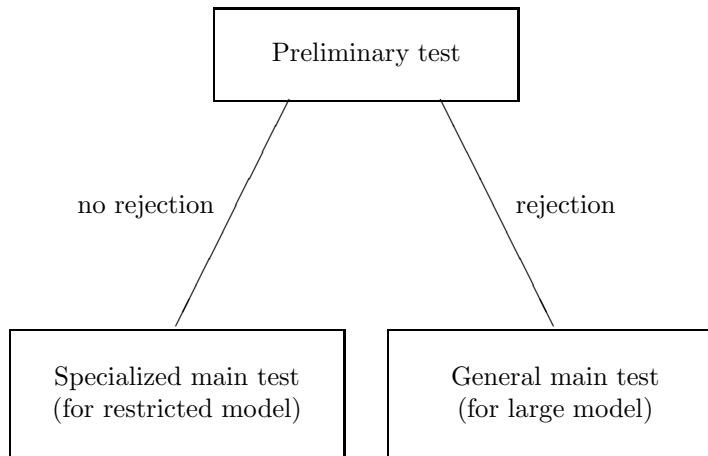 Preliminary test
no rejection
rejection
Specialized main test
(for restricted model)
General main test
(for large model)